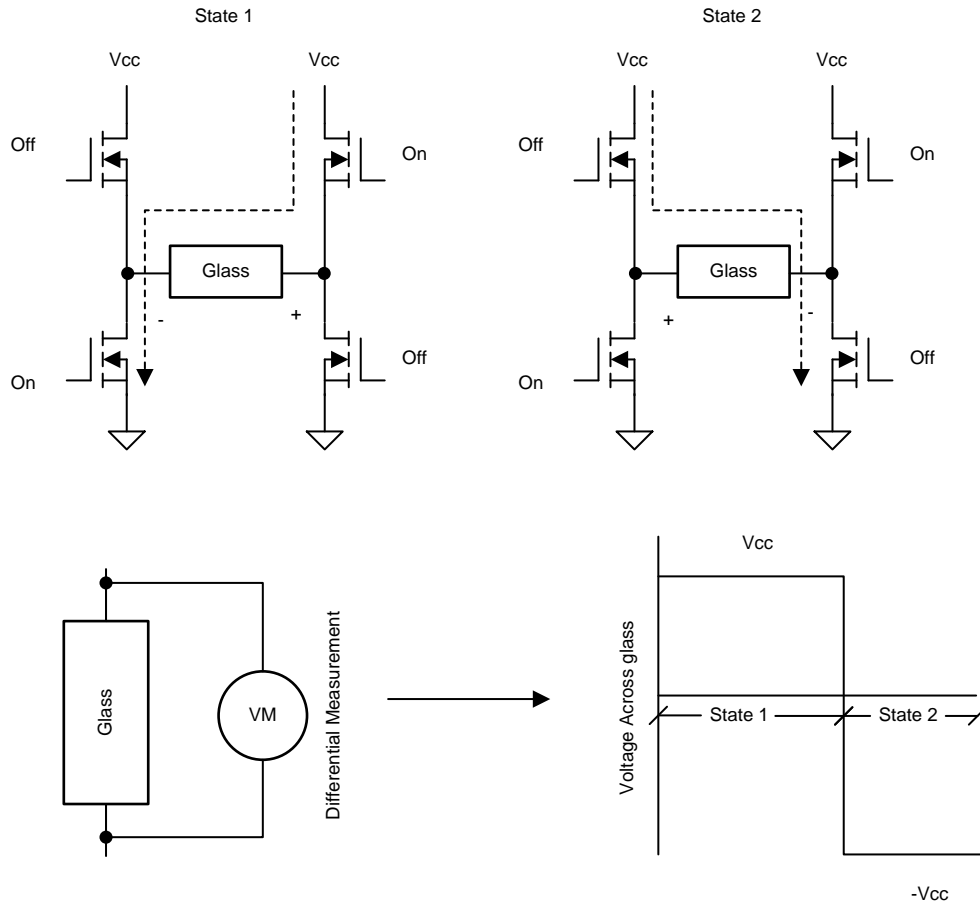 State 1
State 2
Vcc
Vcc
Vcc
Vcc
Off
On
Off
On
Glass
Glass
-
+
+
-
On
Off
On
Off
Vcc
Glass
VM
Differential Measurement
Voltage Across glass
State 1
State 2
-Vcc